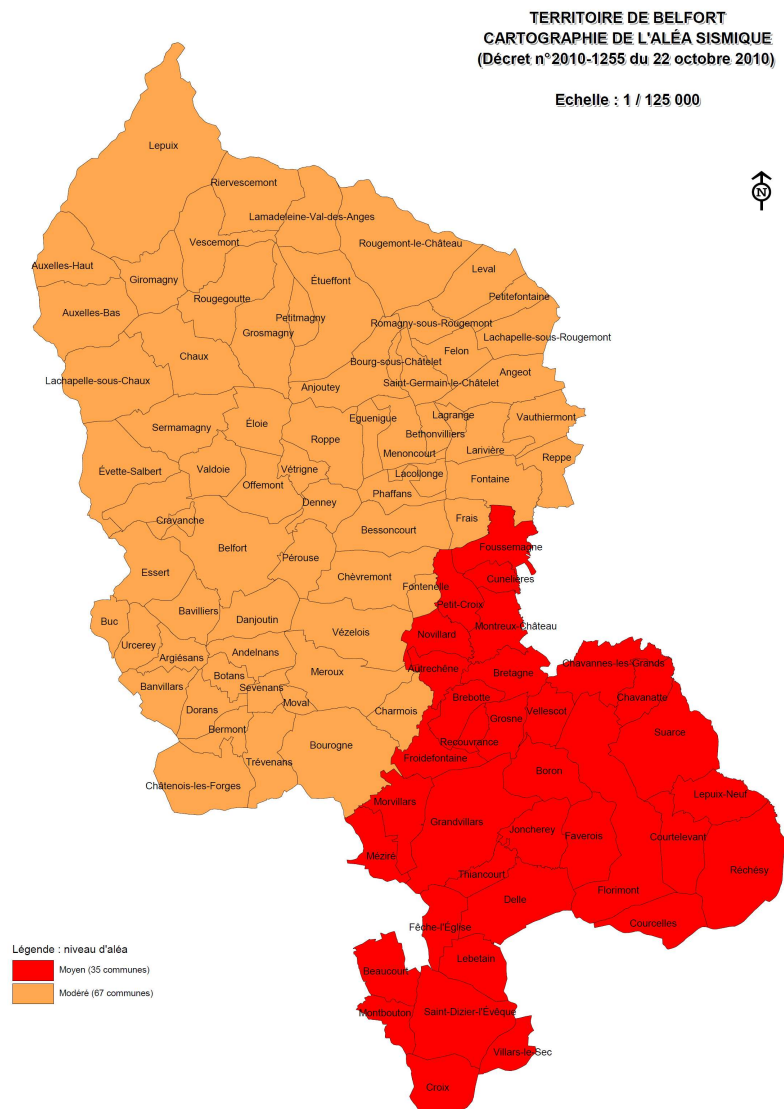 TERRITOIRE DE BELFORT
CARTOGRAPHIE DE L'ALÉA SISMIQUE
(Décret n°2010-1255 du 22 octobre 2010)
Echelle : 1 / 125 000
N
Lepuix
Riervescemont
Lamadeleine-Val-des-Anges
Vescemont
Rougemont-le-Château
Auxelles-Haut
Leval
Giromagny
Étueffont
Rougegoutte
Petitefontaine
Auxelles-Bas
Petitmagny
Romagny-sous-Rougemont
Grosmagny
Lachapelle-sous-Rougemont
Felon
Chaux
Bourg-sous-Châtelet
Angeot
Lachapelle-sous-Chaux
Saint-Germain-le-Châtelet
Anjoutey
Eguenigue
Lagrange
Vauthiermont
Éloie
Sermamagny
Bethonvilliers
Roppe
Larivière
Menoncourt
Reppe
Évette-Salbert
Valdoie
Vétrigne
Lacollonge
Fontaine
Offemont
Phaffans
Denney
Cravanche
Bessoncourt
Frais
Belfort
Foussemagne
Pérouse
Essert
Chèvremont
Cunelières
Fontenelle
Petit-Croix
Bavilliers
Buc
Danjoutin
Montreux-Château
Vézelois
Novillard
Urcerey
Andelnans
Argiésans
Chavannes-les-Grands
Autrechêne
Meroux
Bretagne
Botans
Banvillars
Sévenans
Brebotte
Chavanatte
Moval
Dorans
Charmois
Vellescot
Grosne
Bermont
Suarce
Recouvrance
Bourogne
Froidefontaine
Trévenans
Boron
Châtenois-les-Forges
Lepuix-Neuf
Morvillars
Grandvillars
Joncherey
Faverois
Courtelevant
Méziré
Réchésy
Thiancourt
Florimont
Delle
Courcelles
Fêche-l'Église
Légende : niveau d'aléa
Lebetain
Moyen (35 communes)
Beaucourt
Modéré (67 communes)
Montbouton
Saint-Dizier-l'Évêque
Villars-le-Sec
Croix